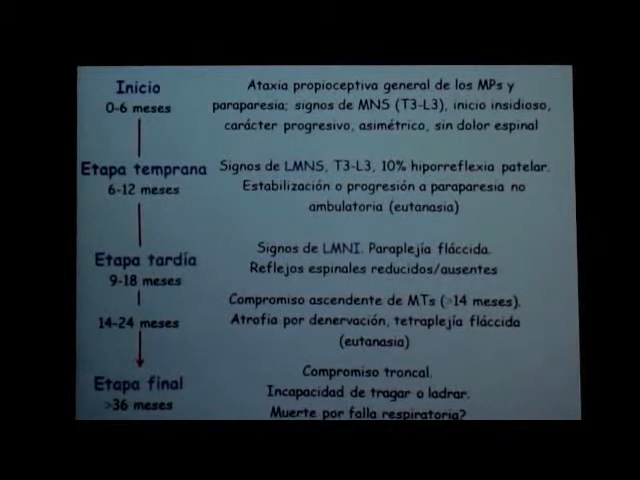 Inicio
0-6 meses
Ataxia propioceptiva general de los MPs y
paraparesia; signos de MNS (T3-L3), inicio insidioso,
carácter progresivo, asimétrico, sin dolor espinal
Etapa temprana
6-12 meses
Signos de LMNS, T3-L3, 10% hiporreflexia patelar.
Estabilización o progresión a paraparesia no
ambulatoria (eutanasia)
Etapa tardía
9-18 meses
Signos de LMNI. Paraplejía fláccida.
Reflejos espinales reducidos/ausentes
14-24 meses
Compromiso ascendente de MTs (>14 meses).
Atrofia por denervación, tetraplejía fláccida
(eutanasia)
Etapa final
>36 meses
Compromiso troncal.
Incapacidad de tragar o ladrar.
Muerte por falla respiratoria?